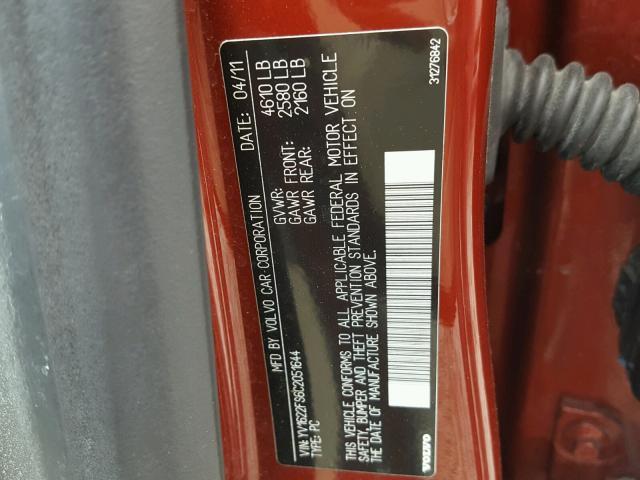 MFD BY VOLVO CAR CORPORATION DATE: 04/11
GVWR: 4610 LB
GAWR FRONT: 2580 LB
GAWR REAR: 2160 LB
VIN: YV1622FS6C2051644
TYPE: PC
THIS VEHICLE CONFORMS TO ALL APPLICABLE FEDERAL MOTOR VEHICLE
SAFETY, BUMPER AND THEFT PREVENTION STANDARDS IN EFFECT ON
THE DATE OF MANUFACTURE SHOWN ABOVE.
VOLVO 31276842